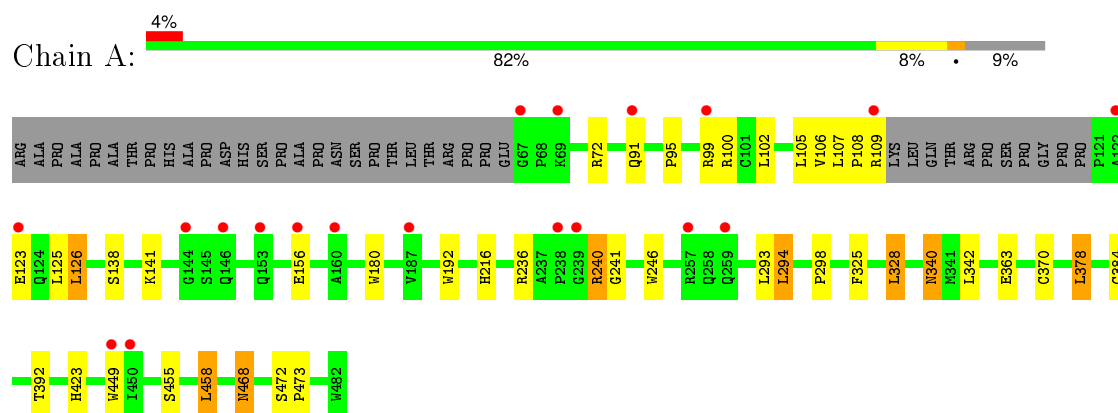 4%
Chain A:
82% 8% • 9%
ARG ALA PRO ALA PRO ALA ALA THR PRO HIS ALA PRO ASP HIS SER PRO ALA PRO ASN SER PRO THR LEU THR ARG PRO PRO GLU G67 P68 K69 R72 Q91 P95 R99 R100 C101 L102 L105 V106 L107 P108 R109 LYS LEU GLN THR ARG PRO SER PRO GLY PRO PRO P121 A122
E123 Q124 L125 L126 S138 K141 G144 S145 Q146 Q153 E156 A160 W180 V187 W192 H216 R236 A237 P238 G239 R240 G241 W246 R257 Q258 Q259 L293 L294 P298 F325 L328 N340 M341 L342 E363 C370 L378
T392 H423 W449 I450 S455 L458 N468 S472 P473 W482